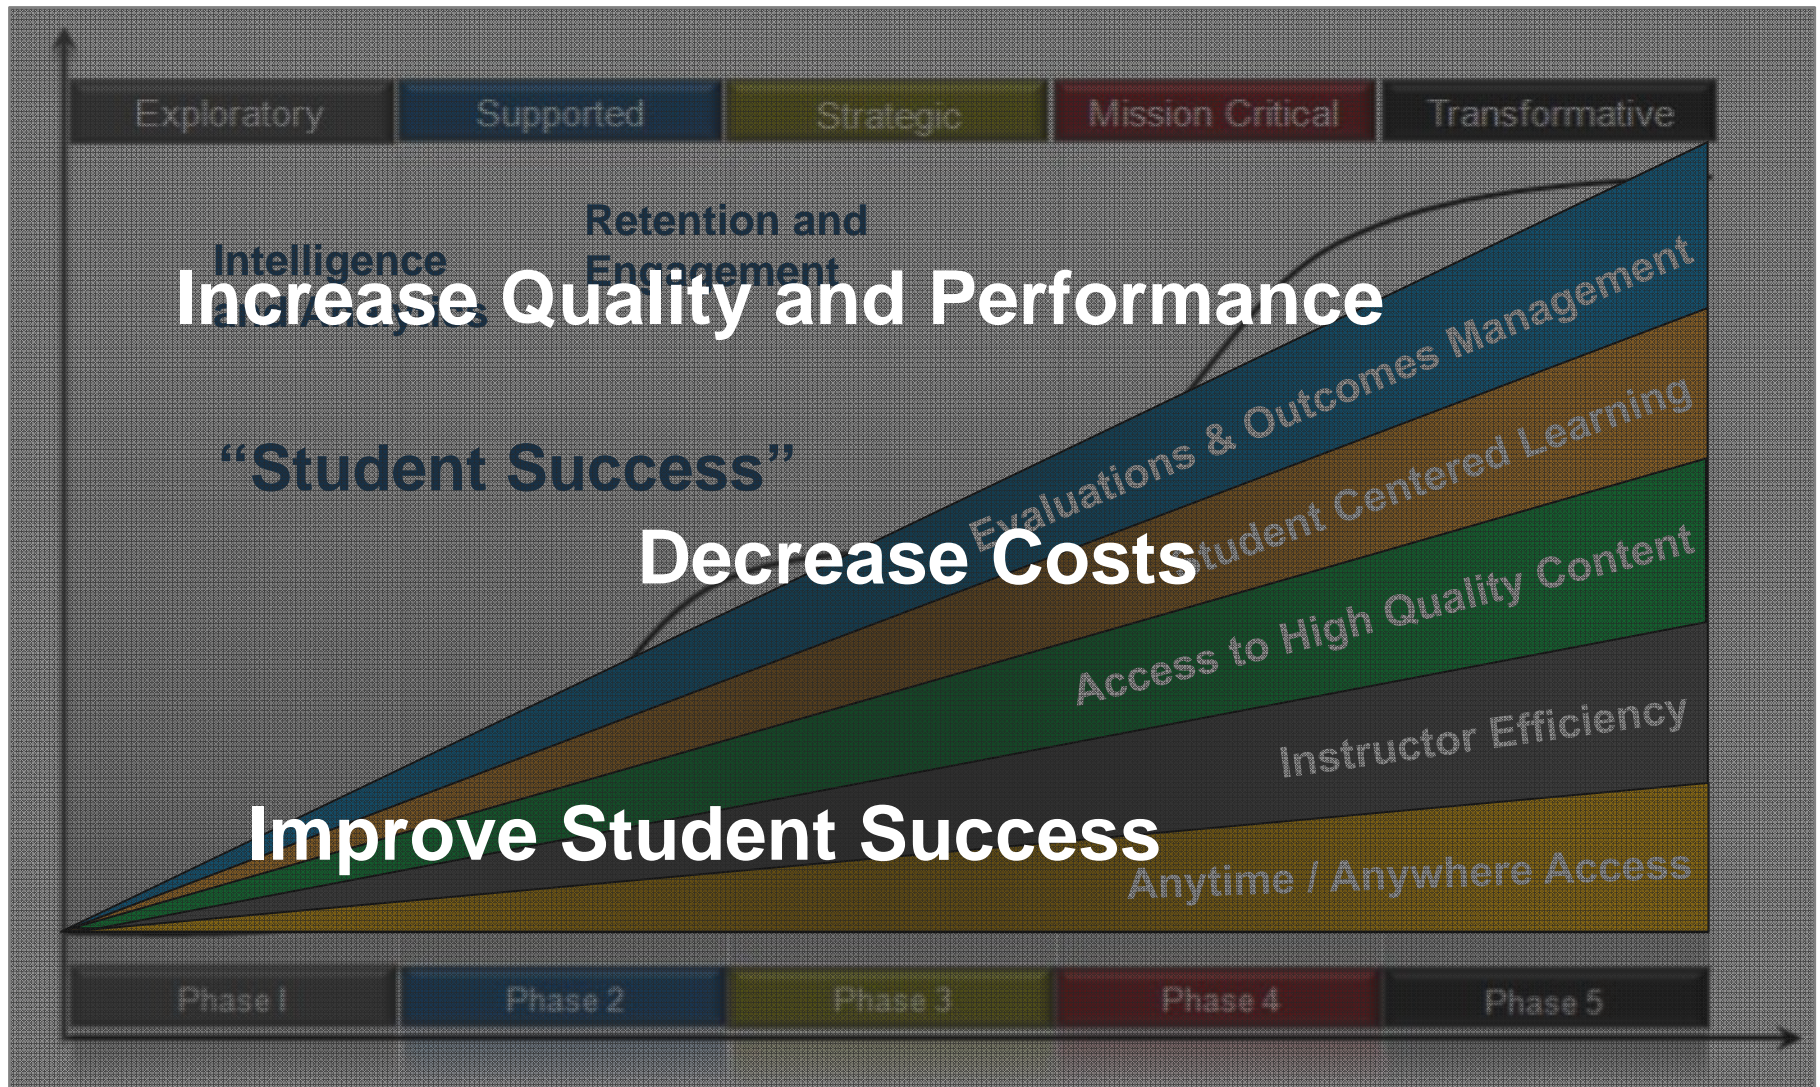 Exploratory
Supported
Strategic
Mission Critical
Transformative
Retention and
Engagement
Intelligence
and Analytics
Increase Quality and Performance
“Student Success”
Decrease Costs
Improve Student Success
Evaluations & Outcomes Management
Student Centered Learning
Access to High Quality Content
Instructor Efficiency
Anytime / Anywhere Access
Phase I
Phase 2
Phase 3
Phase 4
Phase 5